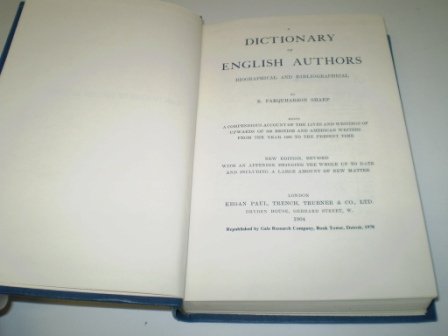 A
DICTIONARY
OF
ENGLISH AUTHORS
BIOGRAPHICAL AND BIBLIOGRAPHICAL
BY
R. FARQUHARSON SHARP
BEING
A COMPENDIOUS ACCOUNT OF THE LIVES AND WRITINGS OF
UPWARDS OF 800 BRITISH AND AMERICAN WRITERS
FROM THE YEAR 1400 TO THE PRESENT TIME
NEW EDITION, REVISED
WITH AN APPENDIX BRINGING THE WHOLE UP TO DATE
AND INCLUDING A LARGE AMOUNT OF NEW MATTER
LONDON
KEGAN PAUL, TRENCH, TRUBNER & CO., LTD.
DRYDEN HOUSE, GERRARD STREET, W.
1904
Republished by Gale Research Company, Book Tower, Detroit, 1978